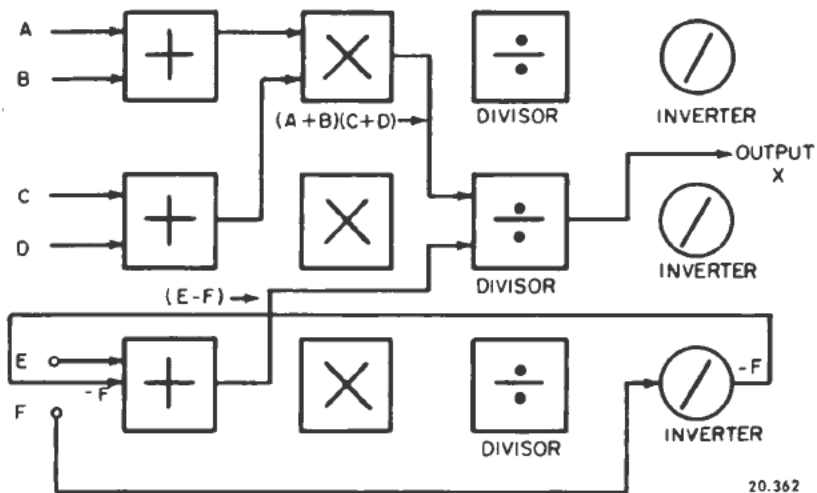 A
B
+
×
÷
DIVISOR
INVERTER
(A+B)(C+D)
OUTPUT
X
C
D
+
×
÷
DIVISOR
INVERTER
(E-F)
E
-F
F
+
×
÷
DIVISOR
-F
INVERTER
20.362